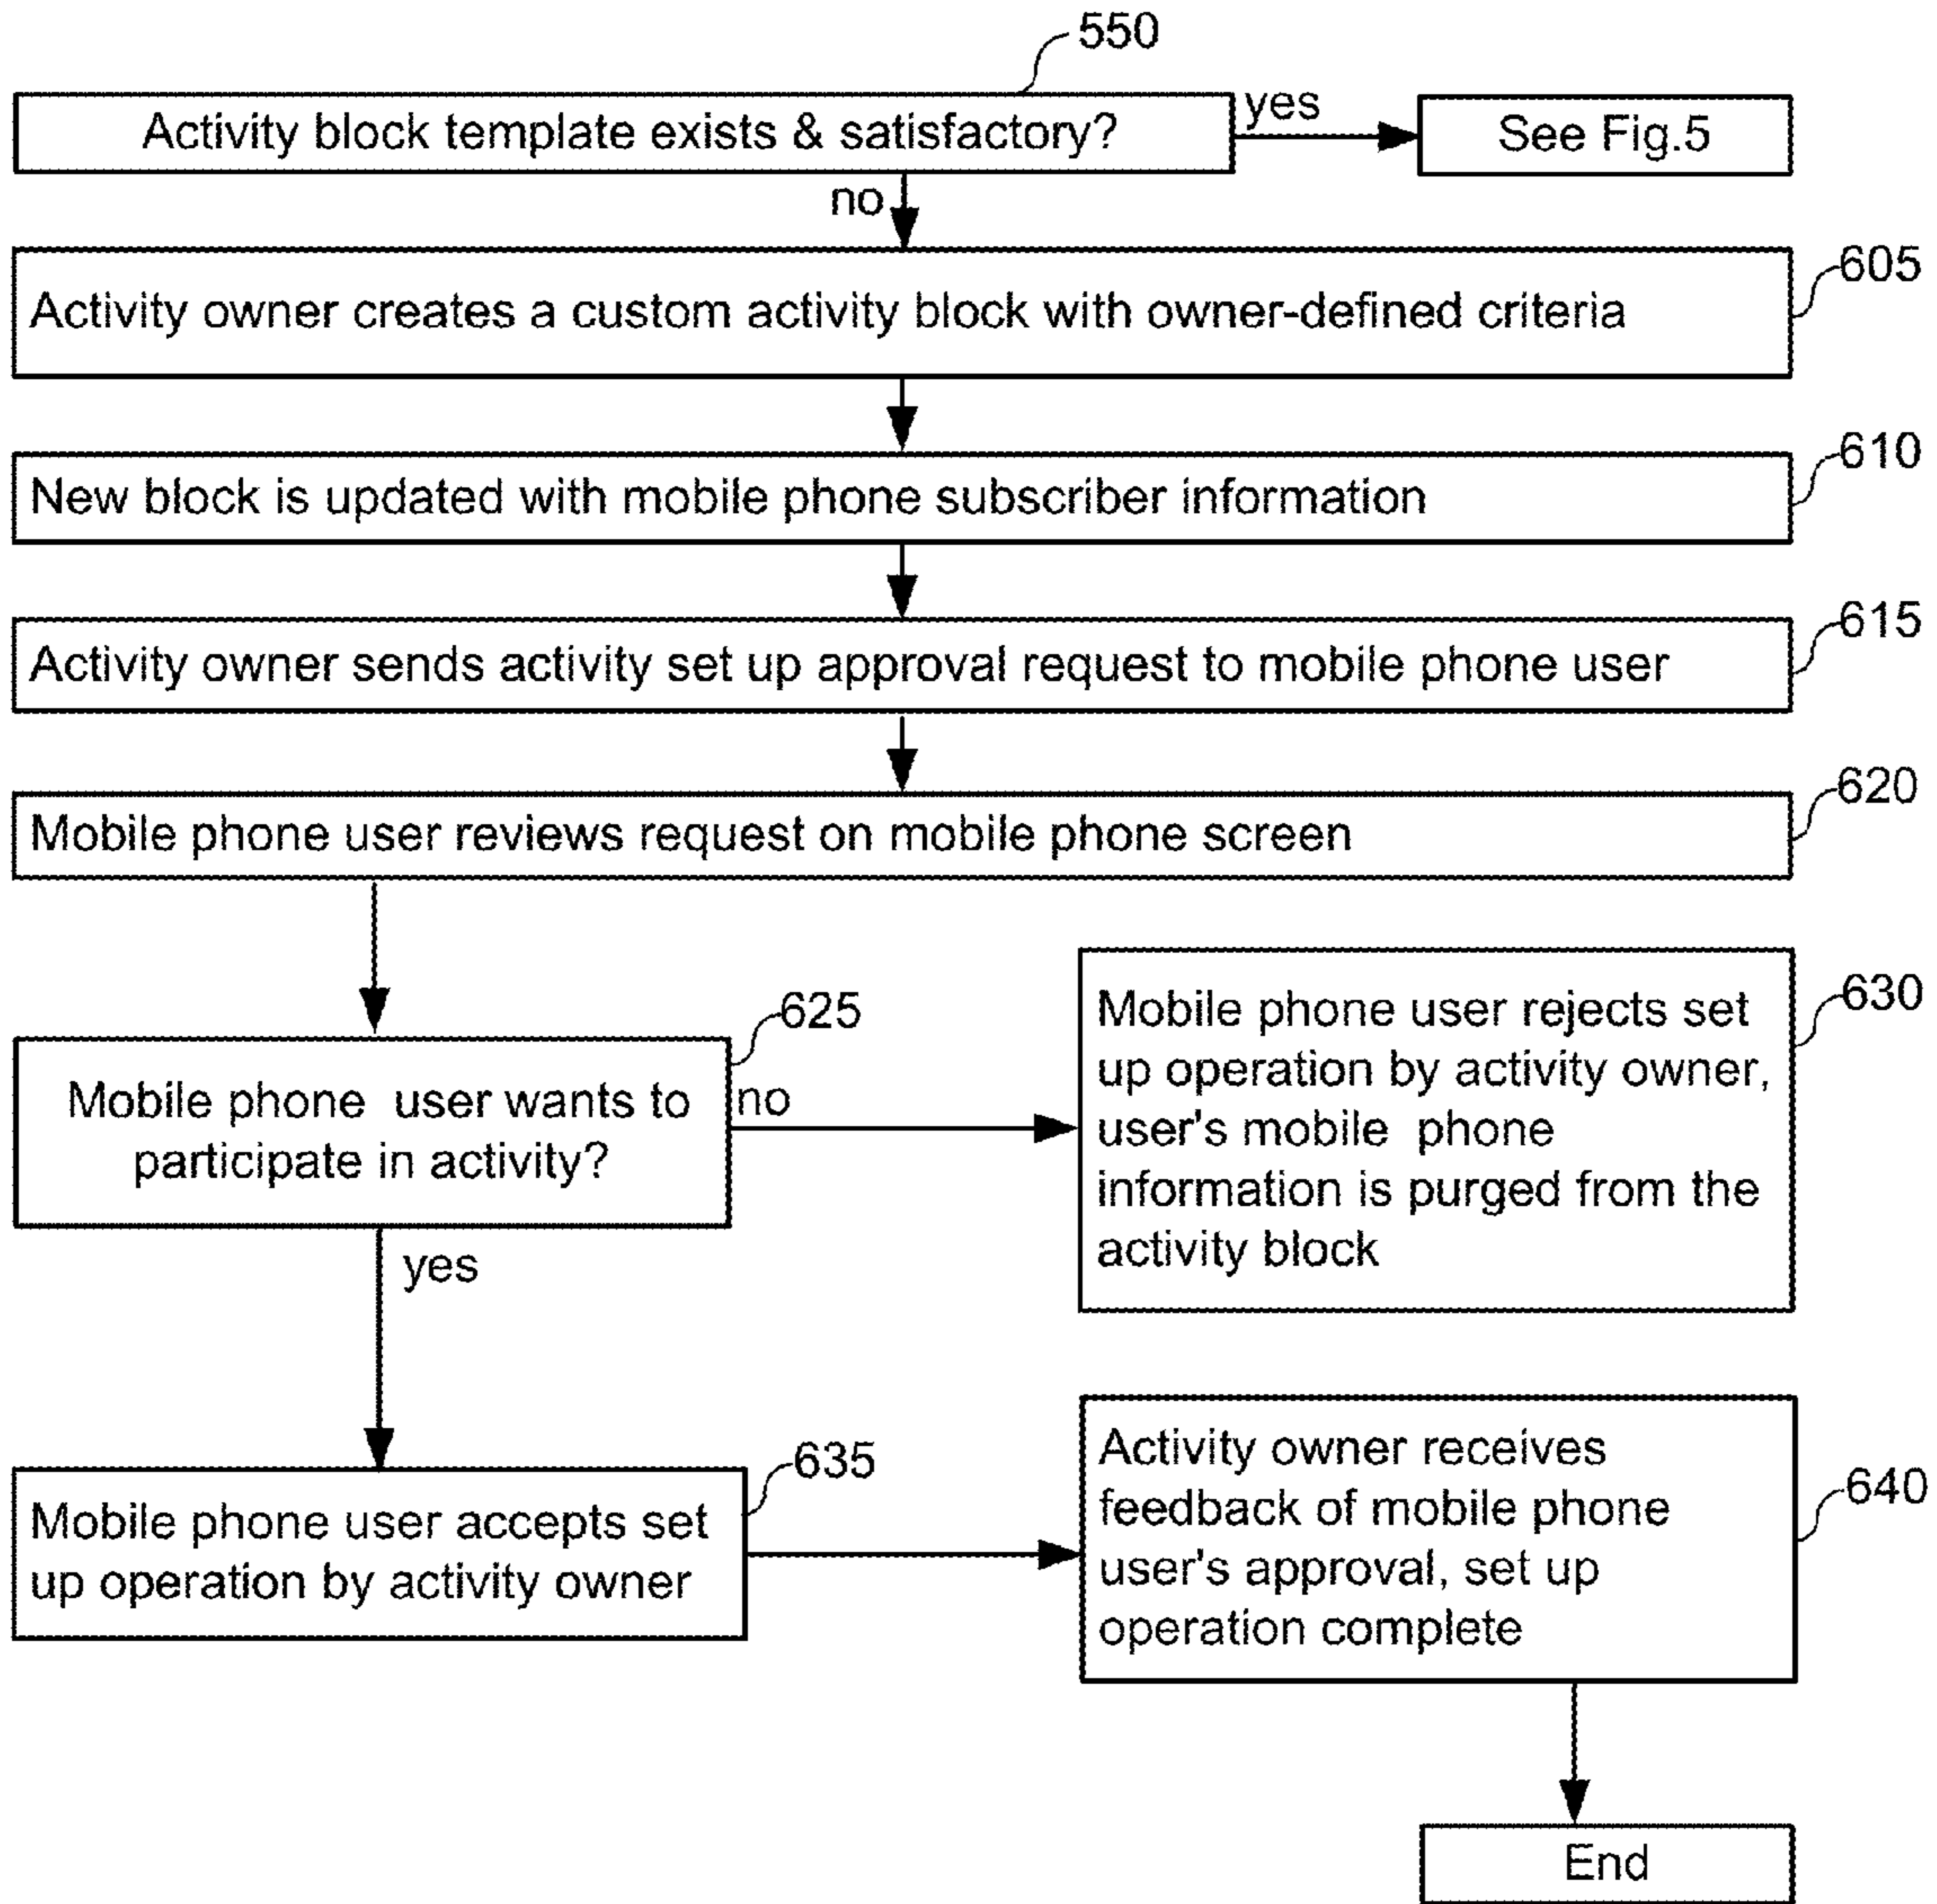 550
Activity block template exists & satisfactory?
yes
See Fig.5
no
605
Activity owner creates a custom activity block with owner-defined criteria
610
New block is updated with mobile phone subscriber information
615
Activity owner sends activity set up approval request to mobile phone user
620
Mobile phone user reviews request on mobile phone screen
625
Mobile phone user wants to
participate in activity?
no
630
Mobile phone user rejects set
up operation by activity owner,
user's mobile phone
information is purged from the
activity block
yes
635
Mobile phone user accepts set
up operation by activity owner
640
Activity owner receives
feedback of mobile phone
user's approval, set up
operation complete
End